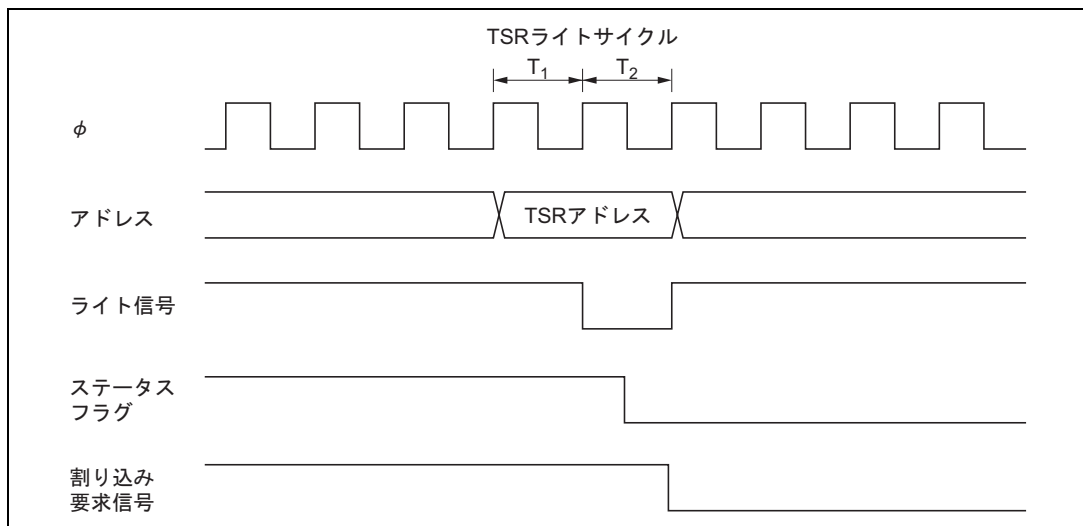 TSRライトサイクル
T1 T2
φ
アドレス
TSRアドレス
ライト信号
ステータス
フラグ
割り込み
要求信号